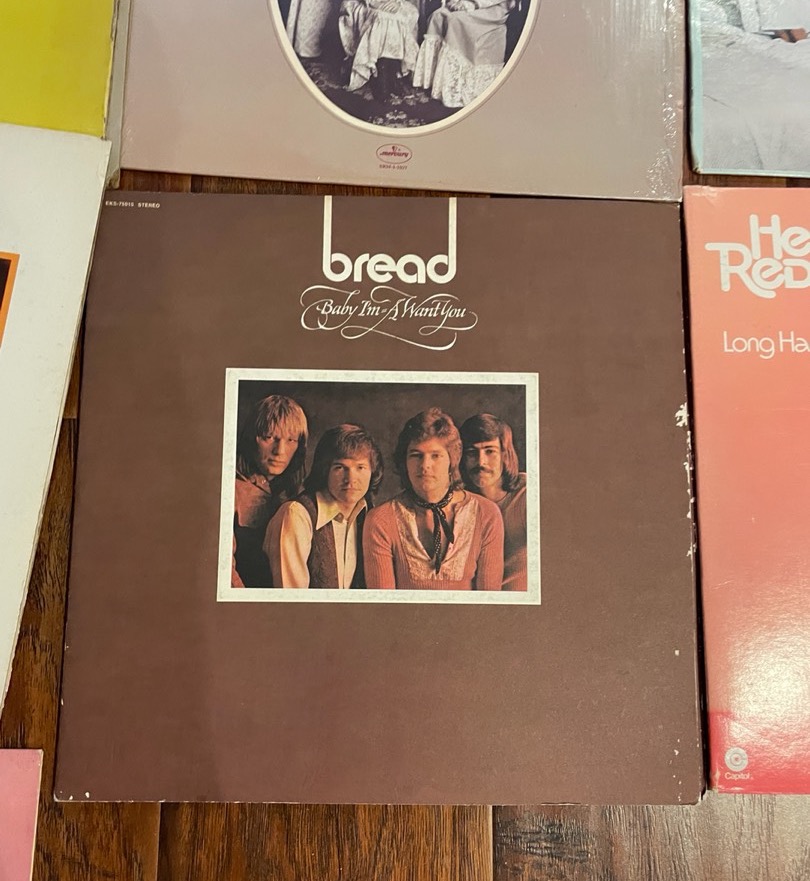 mercury
EKS-75015 STEREO
bread
Baby I'm-A Want You
He
Red
Long Ha
Capitol